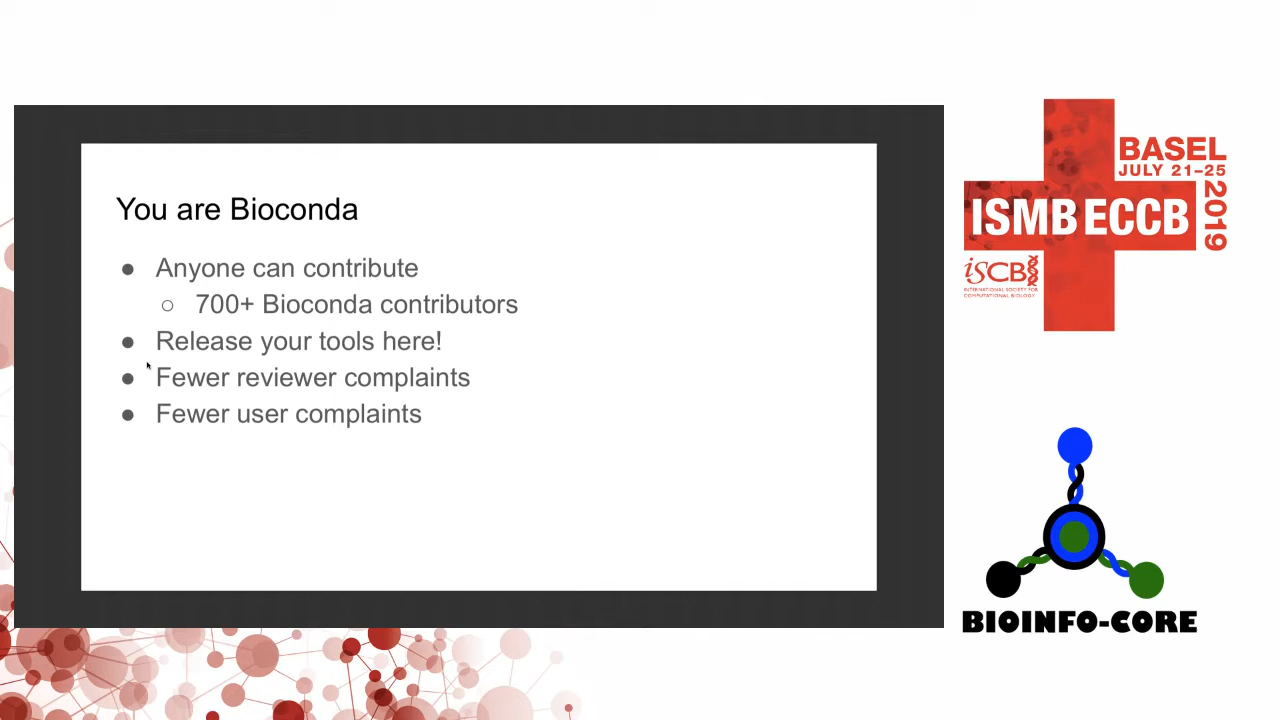 You are Bioconda
● Anyone can contribute
○ 700+ Bioconda contributors
● Release your tools here!
● Fewer reviewer complaints
● Fewer user complaints
BASEL
JULY 21–25
2019
ISMB ECCB
iSCB
INTERNATIONAL SOCIETY FOR
COMPUTATIONAL BIOLOGY
BIOINFO-CORE